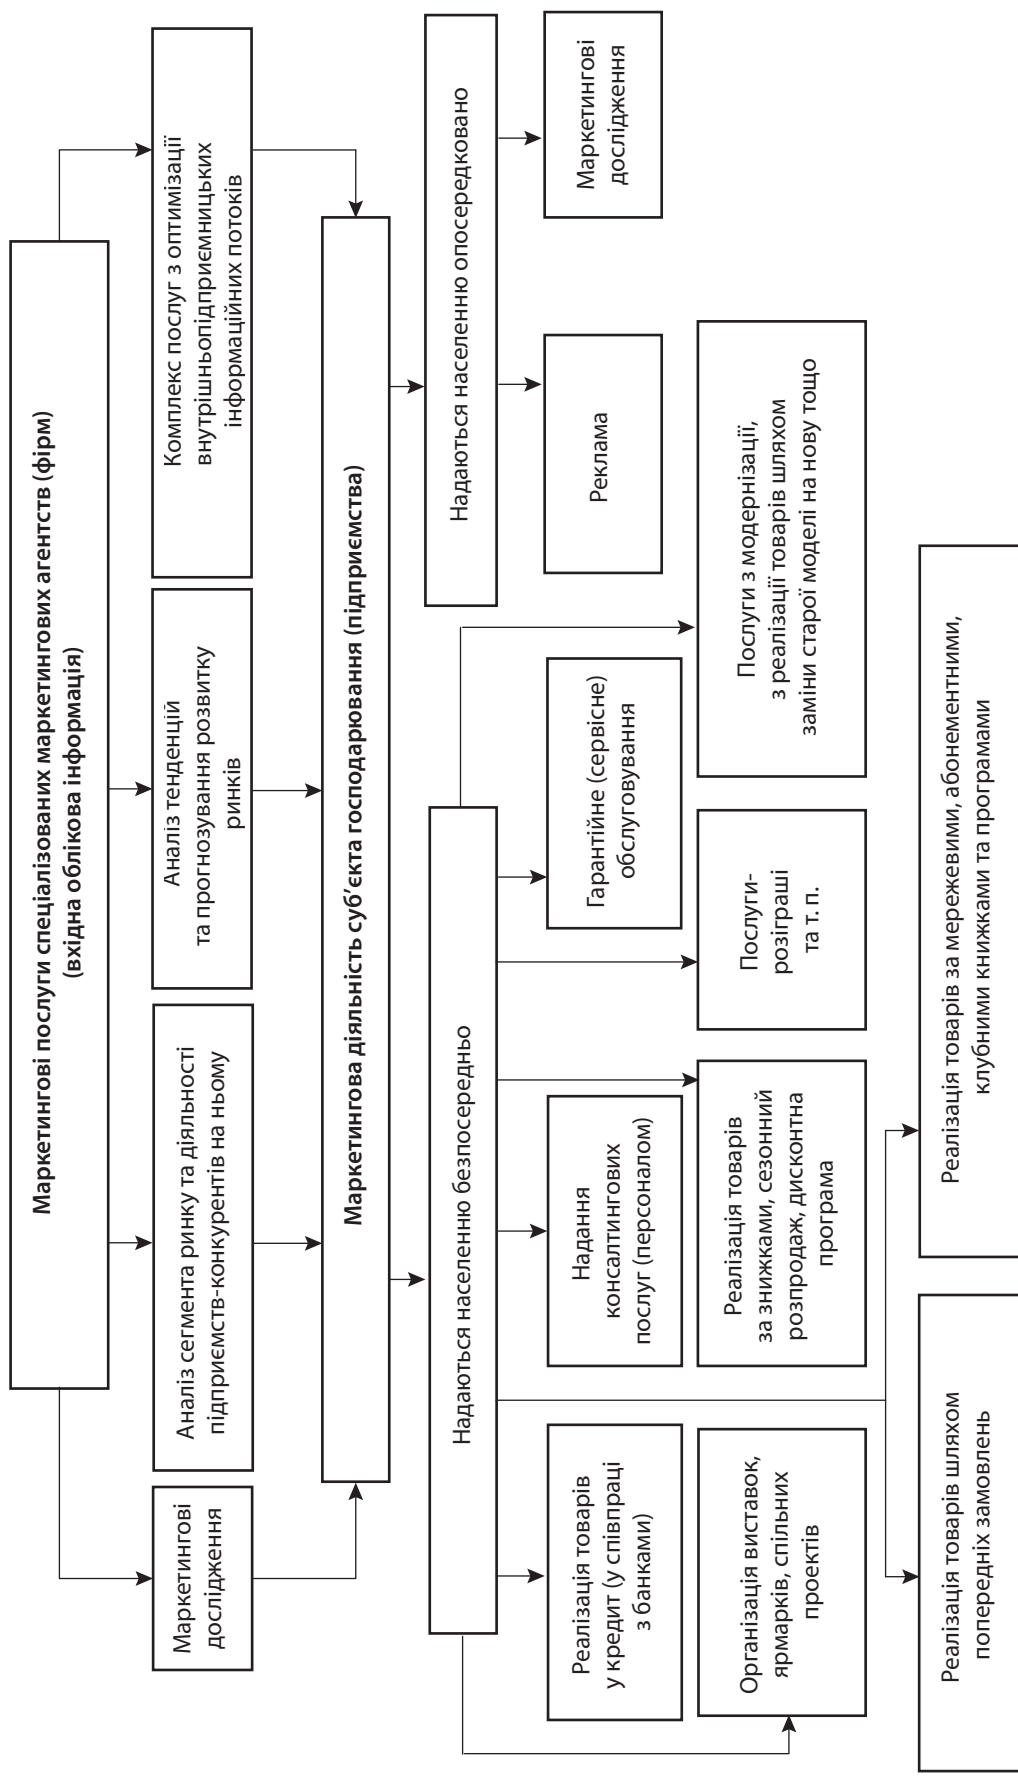 Маркетингові послуги спеціалізованих маркетингових агентств (фірм)
(вхідна облікова інформація)
Маркетингові
дослідження
Аналіз сегмента ринку та діяльності
підприємств-конкурентів на ньому
Аналіз тенденцій
та прогнозування розвитку
ринків
Комплекс послуг з оптимізації
внутрішньопідприємницьких
інформаційних потоків
Маркетингова діяльність суб’єкта господарювання (підприємства)
Надаються населенню безпосередньо
Надаються населенню опосередковано
Реалізація товарів
у кредит (у співпраці
з банками)
Надання
консалтингових
послуг (персоналом)
Гарантійне (сервісне)
обслуговування
Реклама
Маркетингові
дослідження
Організація виставок,
ярмарків, спільних
проектів
Реалізація товарів
за знижками, сезонний
розпродаж, дисконтна
програма
Послуги-
розіграші
та т. п.
Послуги з модернізації,
з реалізації товарів шляхом
заміни старої моделі на нову тощо
Реалізація товарів шляхом
попередніх замовлень
Реалізація товарів за мережевими, абонементними,
клубними книжками та програмами